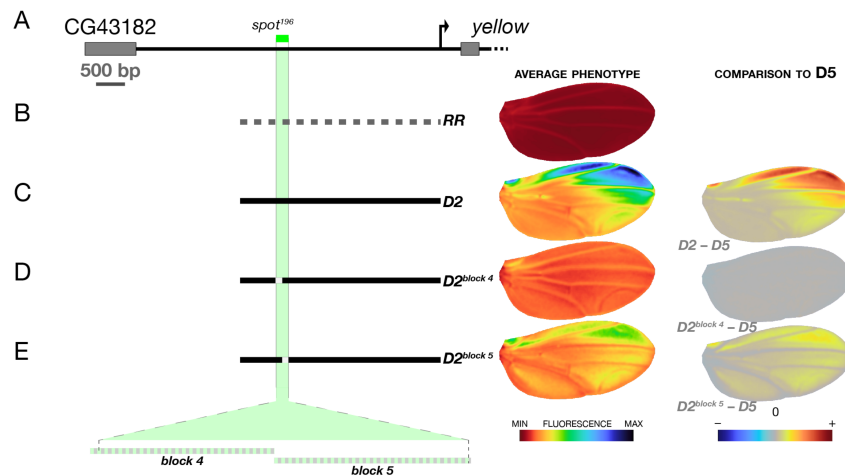 A
CG43182
spot196
yellow
500 bp
AVERAGE PHENOTYPE
COMPARISON TO D5
B
RR
C
D2
D2 – D5
D
D2block 4
D2block 4 – D5
E
D2block 5
D2block 5 – D5
0
MIN FLUORESCENCE MAX
– +
block 4
block 5